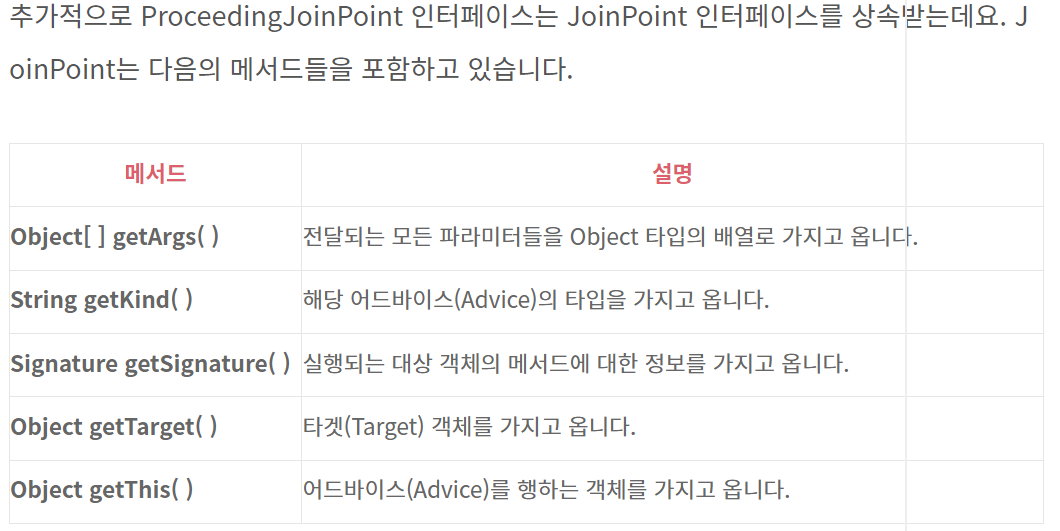 추가적으로 ProceedingJoinPoint 인터페이스는 JoinPoint 인터페이스를 상속받는데요. J
oinPoint는 다음의 메서드들을 포함하고 있습니다.
메서드 설명
Object[ ] getArgs( ) 전달되는 모든 파라미터들을 Object 타입의 배열로 가지고 옵니다.
String getKind( ) 해당 어드바이스(Advice)의 타입을 가지고 옵니다.
Signature getSignature( ) 실행되는 대상 객체의 메서드에 대한 정보를 가지고 옵니다.
Object getTarget( ) 타겟(Target) 객체를 가지고 옵니다.
Object getThis( ) 어드바이스(Advice)를 행하는 객체를 가지고 옵니다.